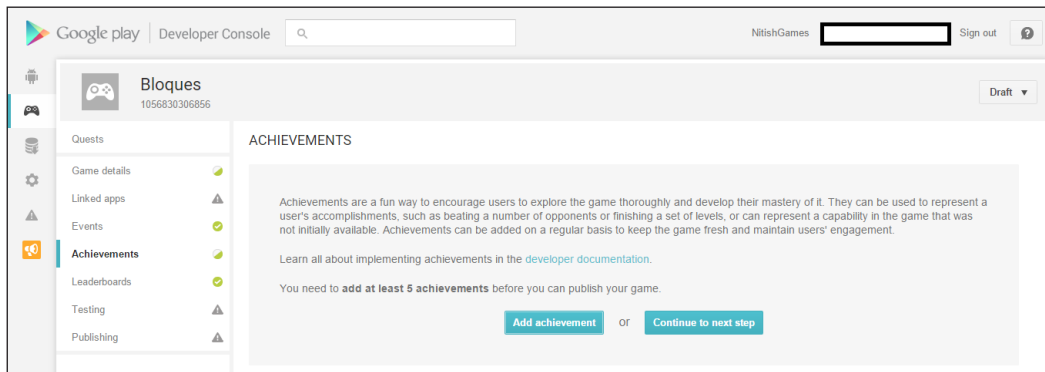 Google play Developer Console
NitishGames Sign out
Bloques
1056830306856
Draft
Quests
Game details
Linked apps
Events
Achievements
Leaderboards
Testing
Publishing
ACHIEVEMENTS
Achievements are a fun way to encourage users to explore the game thoroughly and develop their mastery of it. They can be used to represent a
user's accomplishments, such as beating a number of opponents or finishing a set of levels, or can represent a capability in the game that was
not initially available. Achievements can be added on a regular basis to keep the game fresh and maintain users' engagement.
Learn all about implementing achievements in the developer documentation.
You need to add at least 5 achievements before you can publish your game.
Add achievement or Continue to next step